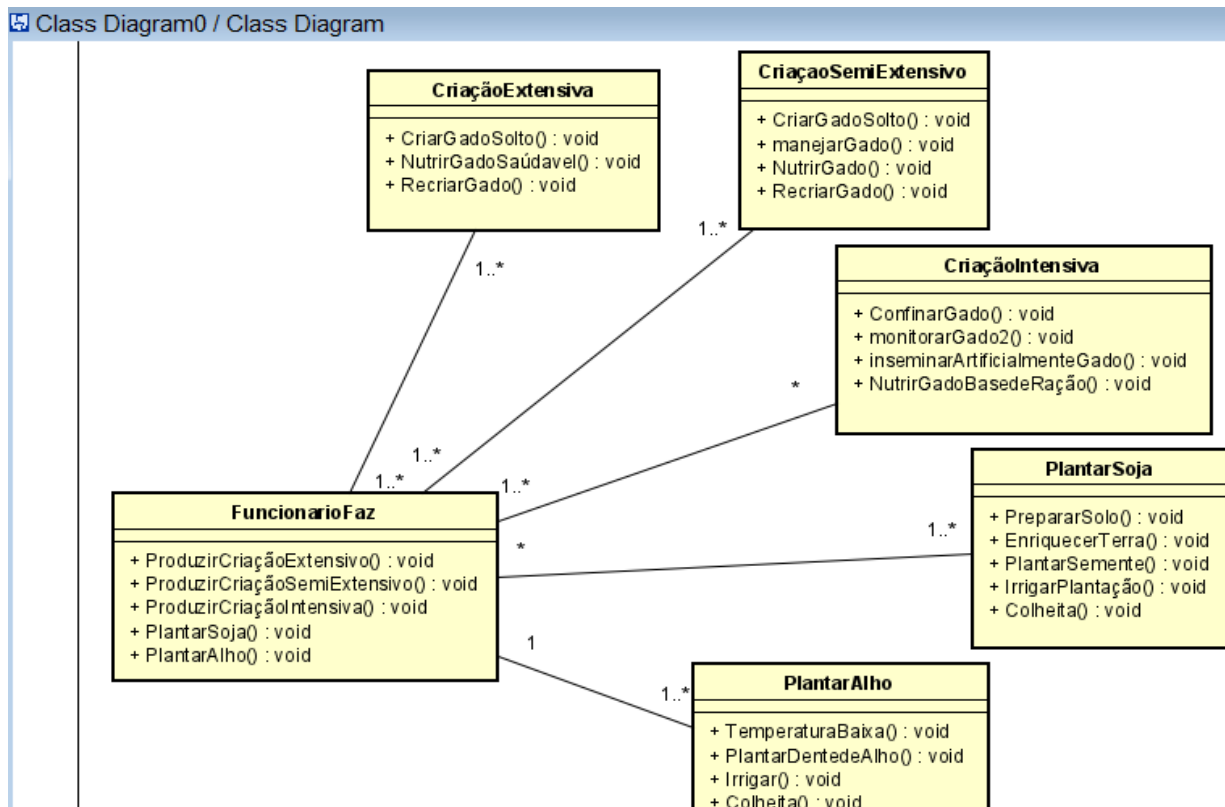 Class Diagram0 / Class Diagram
CriaçãoExtensiva
+ CriarGadoSolto() : void
+ NutrirGadoSaúdavel() : void
+ RecriarGado() : void
CriaçaoSemiExtensivo
+ CriarGadoSolto() : void
+ manejarGado() : void
+ NutrirGado() : void
+ RecriarGado() : void
1..*
1..*
CriaçãoIntensiva
+ ConfinarGado() : void
+ monitorarGado2() : void
+ inseminarArtificialmenteGado() : void
+ NutrirGadoBasedeRação() : void
*
1..*
1..*
1..*
FuncionarioFaz
+ ProduzirCriaçãoExtensivo() : void
+ ProduzirCriaçãoSemiExtensivo() : void
+ ProduzirCriaçãoIntensiva() : void
+ PlantarSoja() : void
+ PlantarAlho() : void
*
1..*
PlantarSoja
+ PrepararSolo() : void
+ EnriquecerTerra() : void
+ PlantarSemente() : void
+ IrrigarPlantação() : void
+ Colheita() : void
1
1..*
PlantarAlho
+ TemperaturaBaixa() : void
+ PlantarDentedeAlho() : void
+ Irrigar() : void
+ Colheita() : void